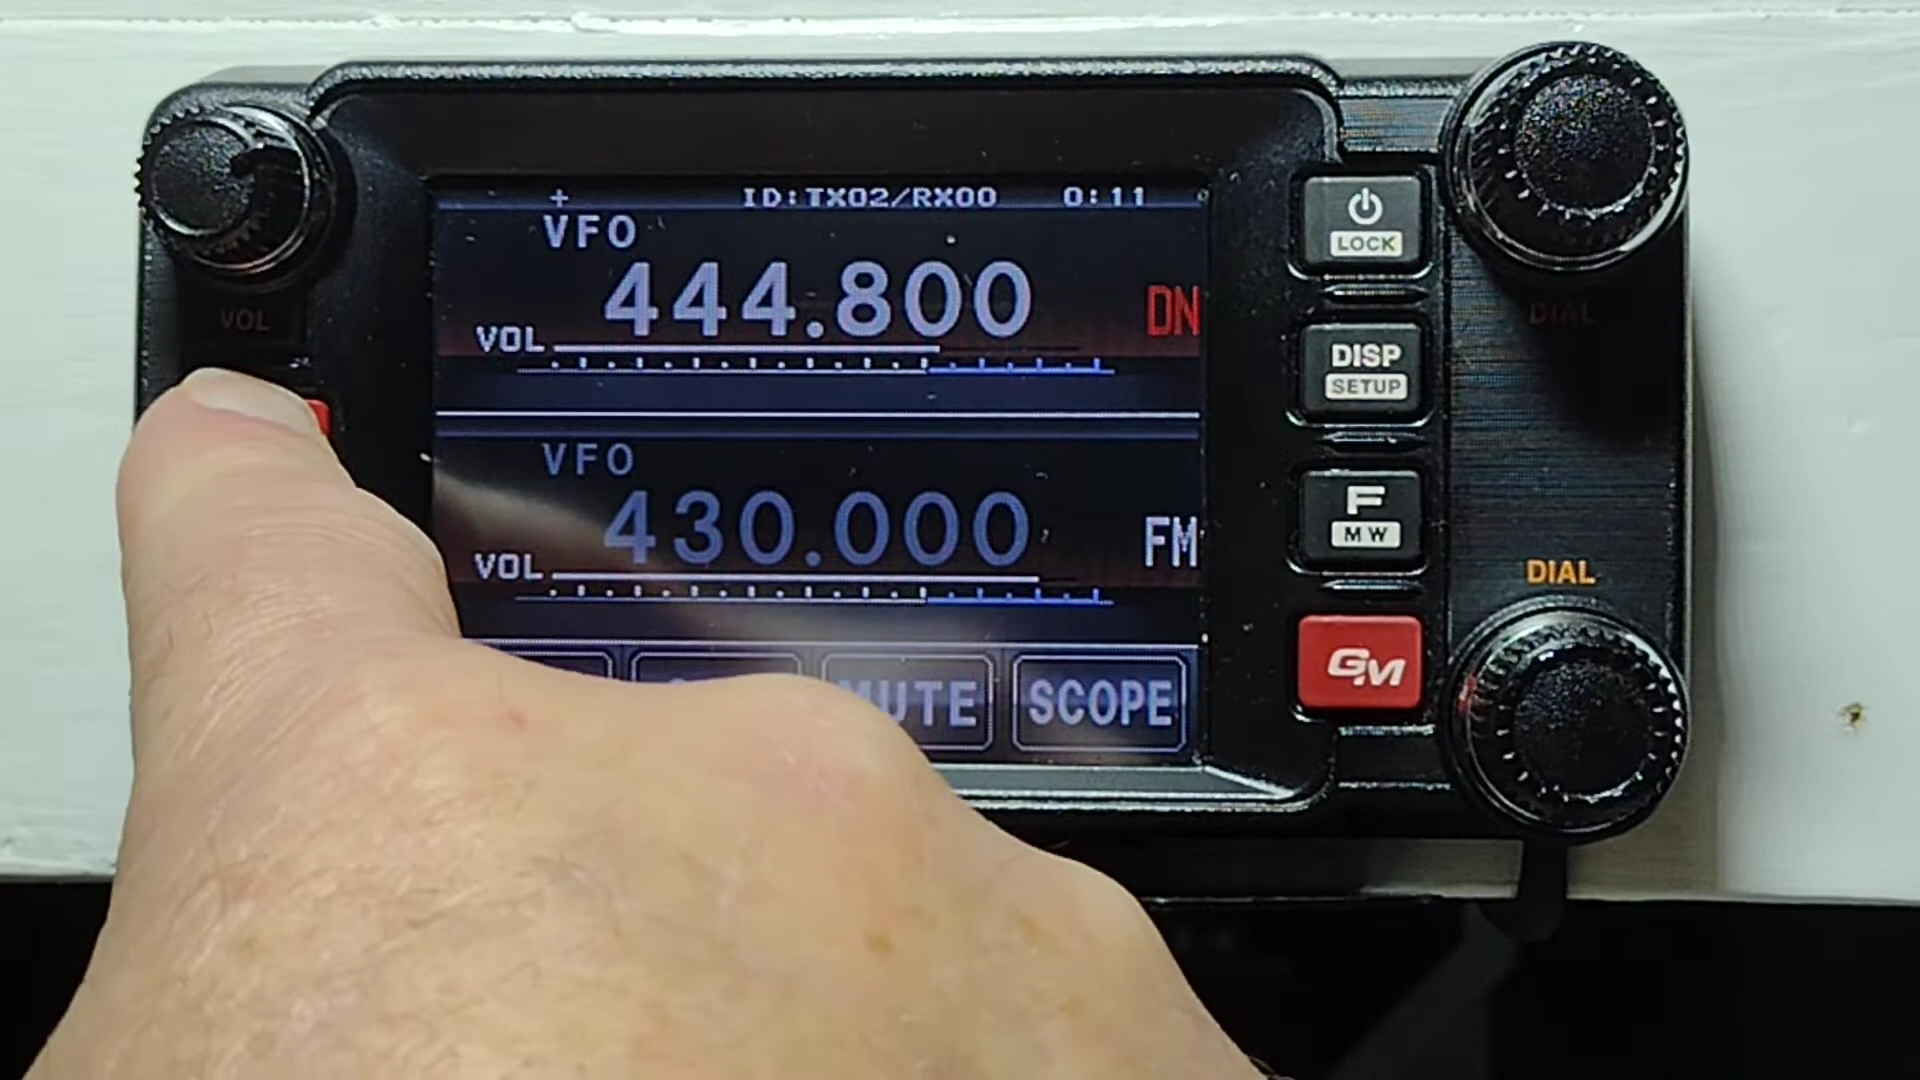 + ID:TX02/RX00 0:11
VFO
444.800 DN
VOL
VFO
430.000 FM
VOL
MUTE SCOPE
VOL
LOCK
DISP
SETUP
F
MW
GM
DIAL
DIAL